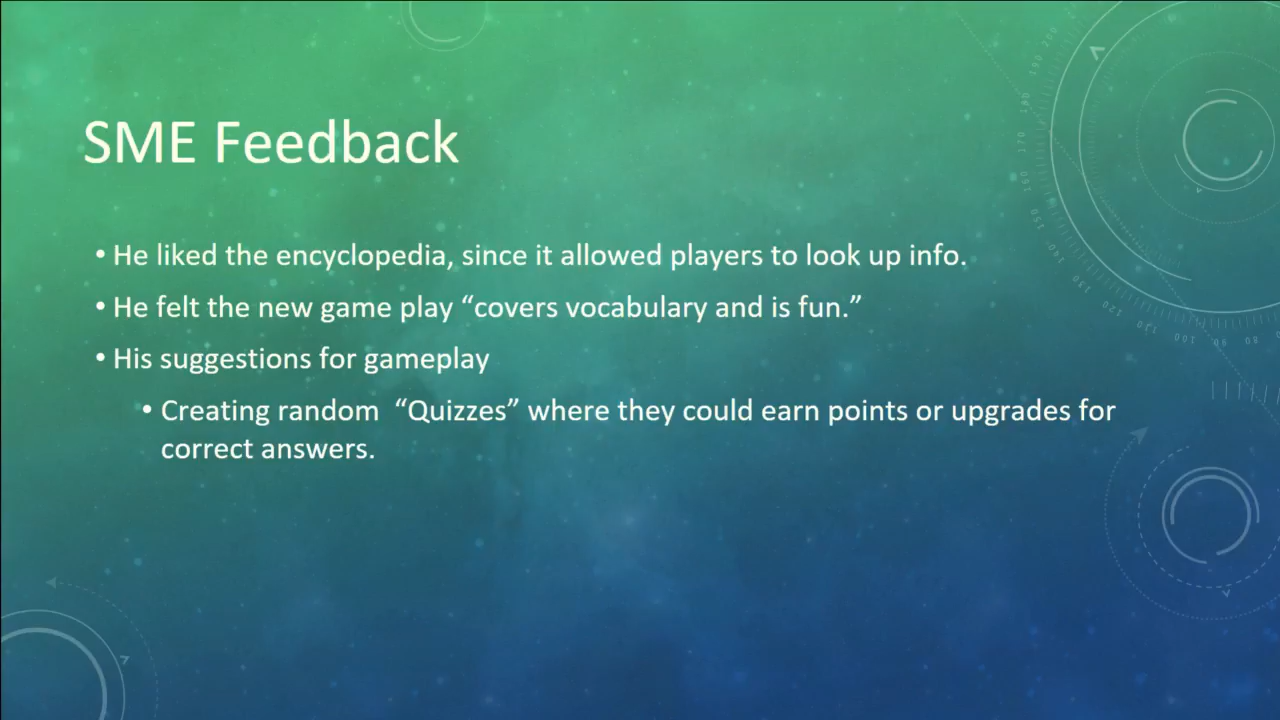 SME Feedback
• He liked the encyclopedia, since it allowed players to look up info.
• He felt the new game play “covers vocabulary and is fun.”
• His suggestions for gameplay
• Creating random “Quizzes” where they could earn points or upgrades for
correct answers.